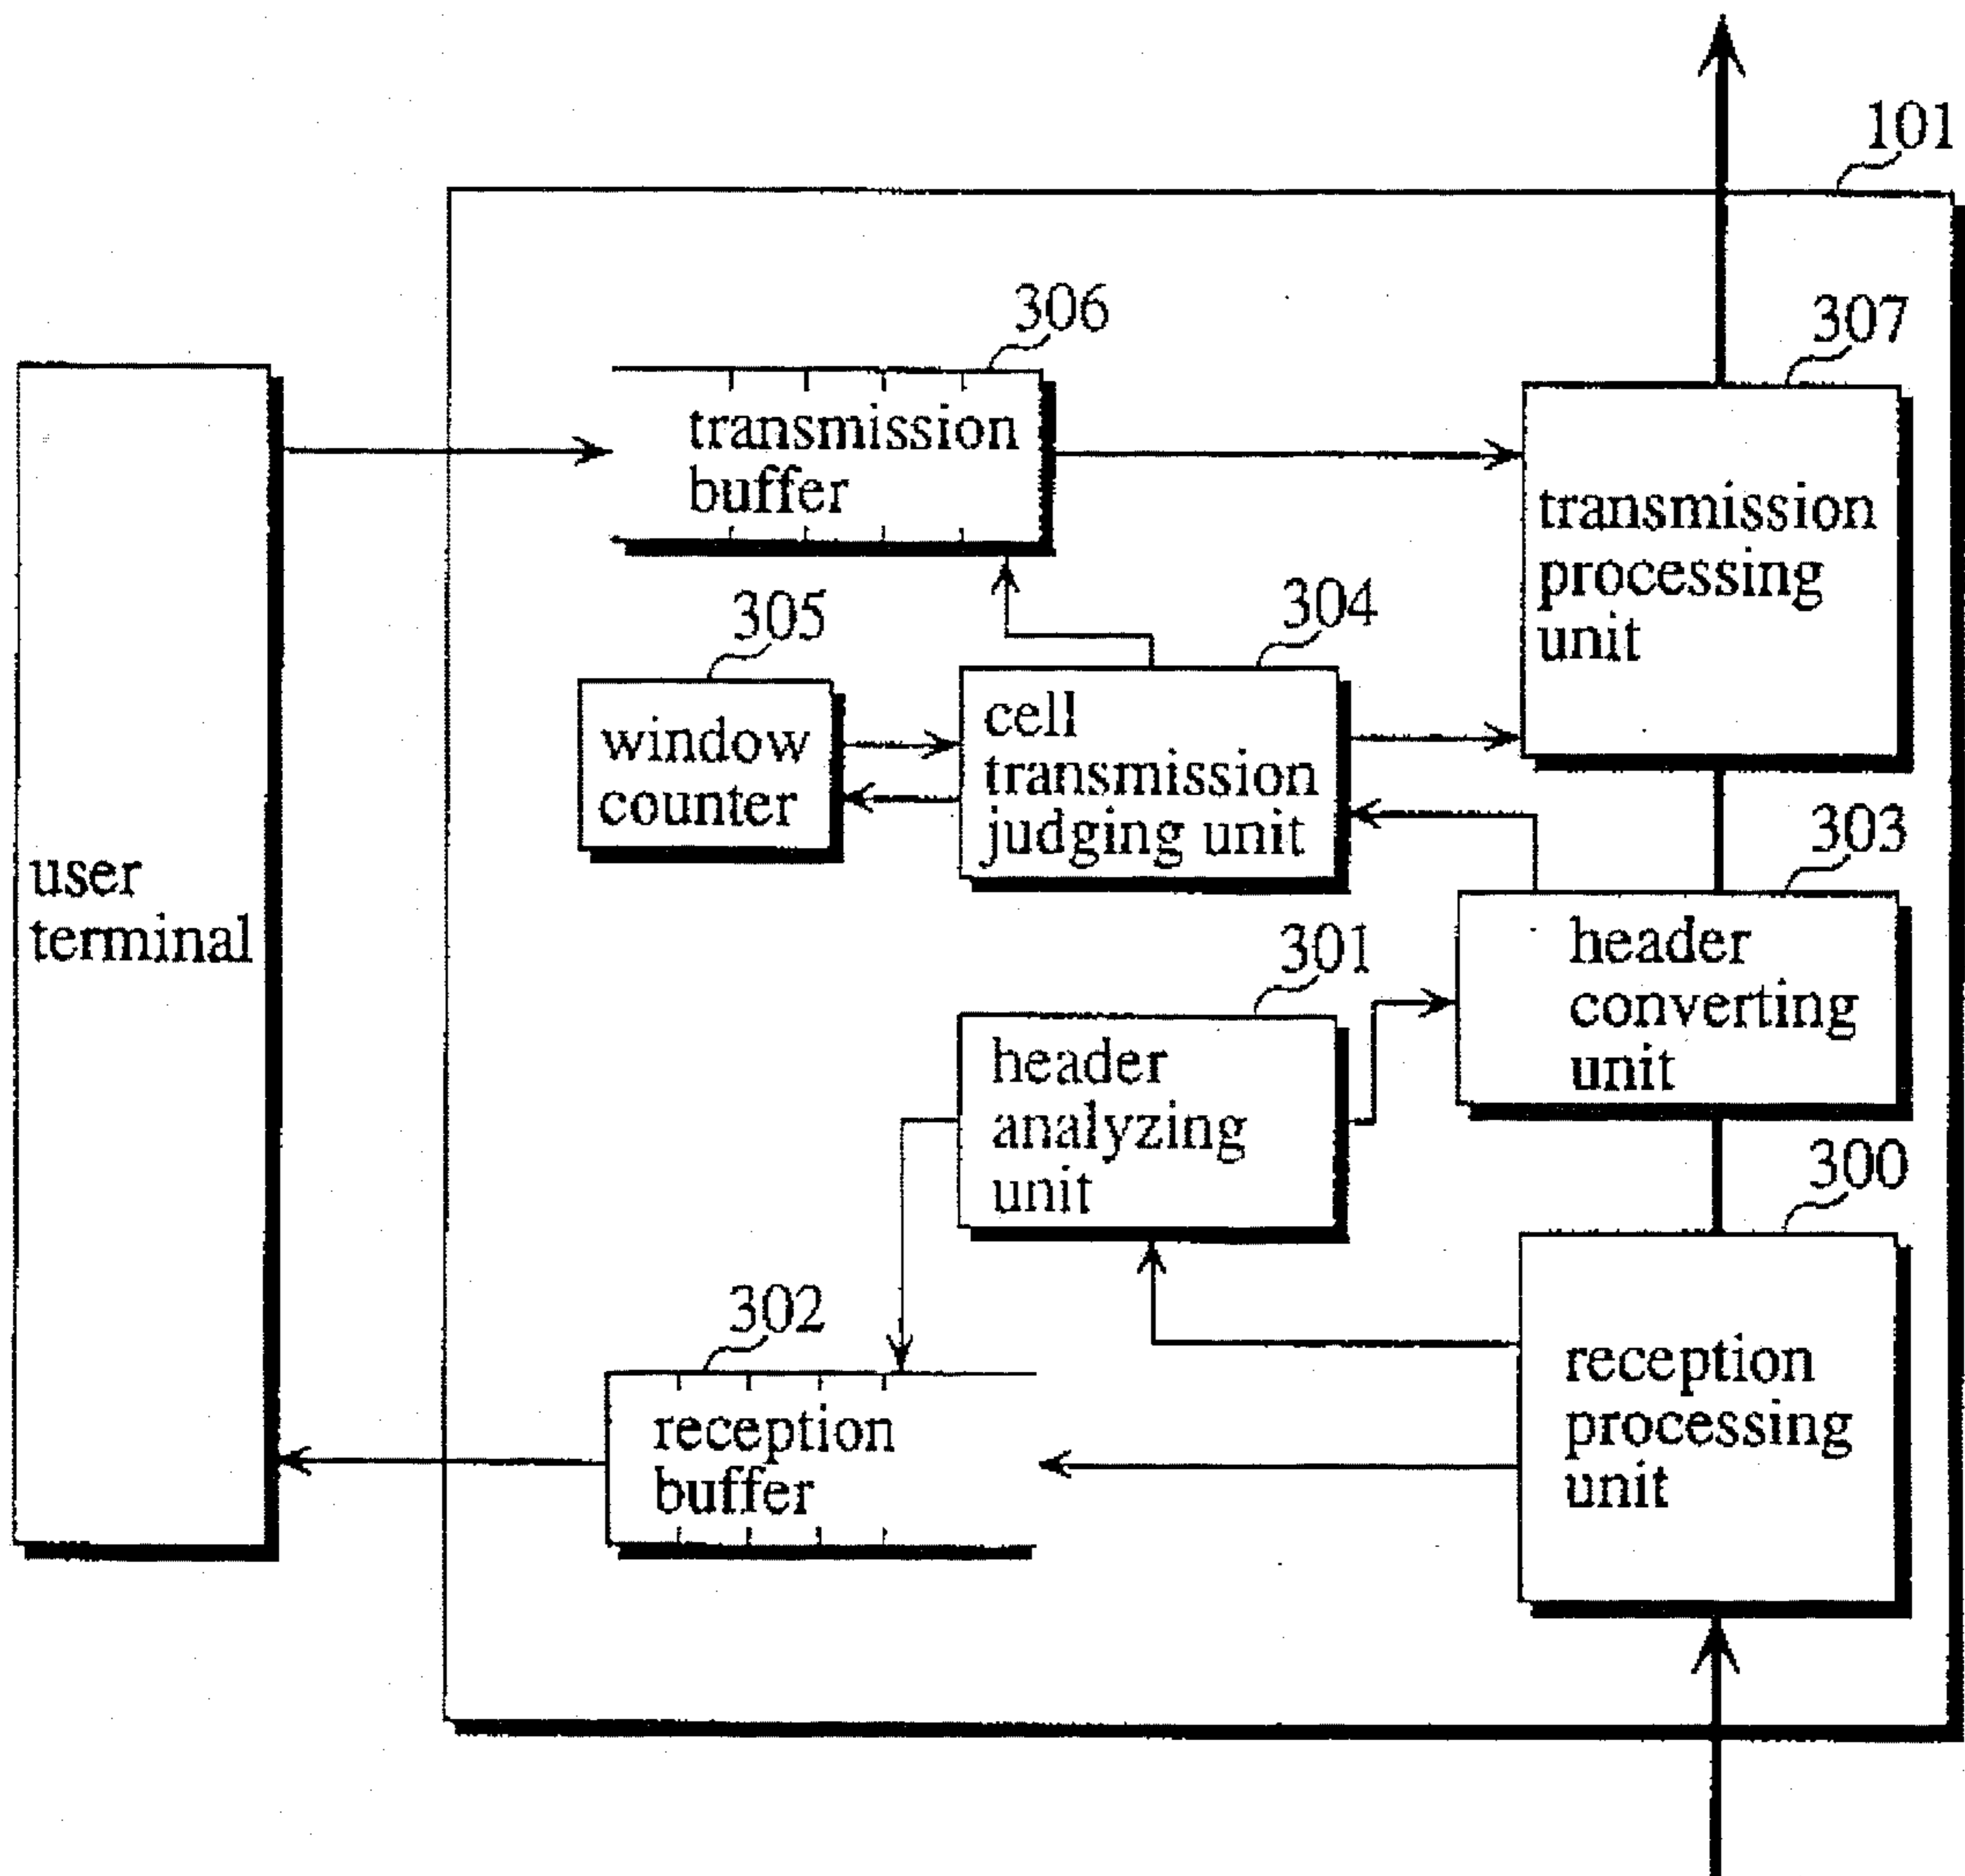 101
306
307
transmission
buffer
transmission
processing
unit
305
304
window
counter
cell
transmission
judging unit
303
user
terminal
header
converting
unit
301
header
analyzing
unit
300
302
reception
buffer
reception
processing
unit